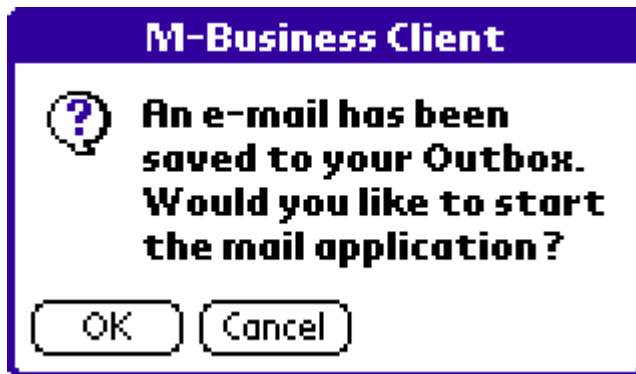 M-Business Client
?
An e-mail has been
saved to your Outbox.
Would you like to start
the mail application?
OK Cancel